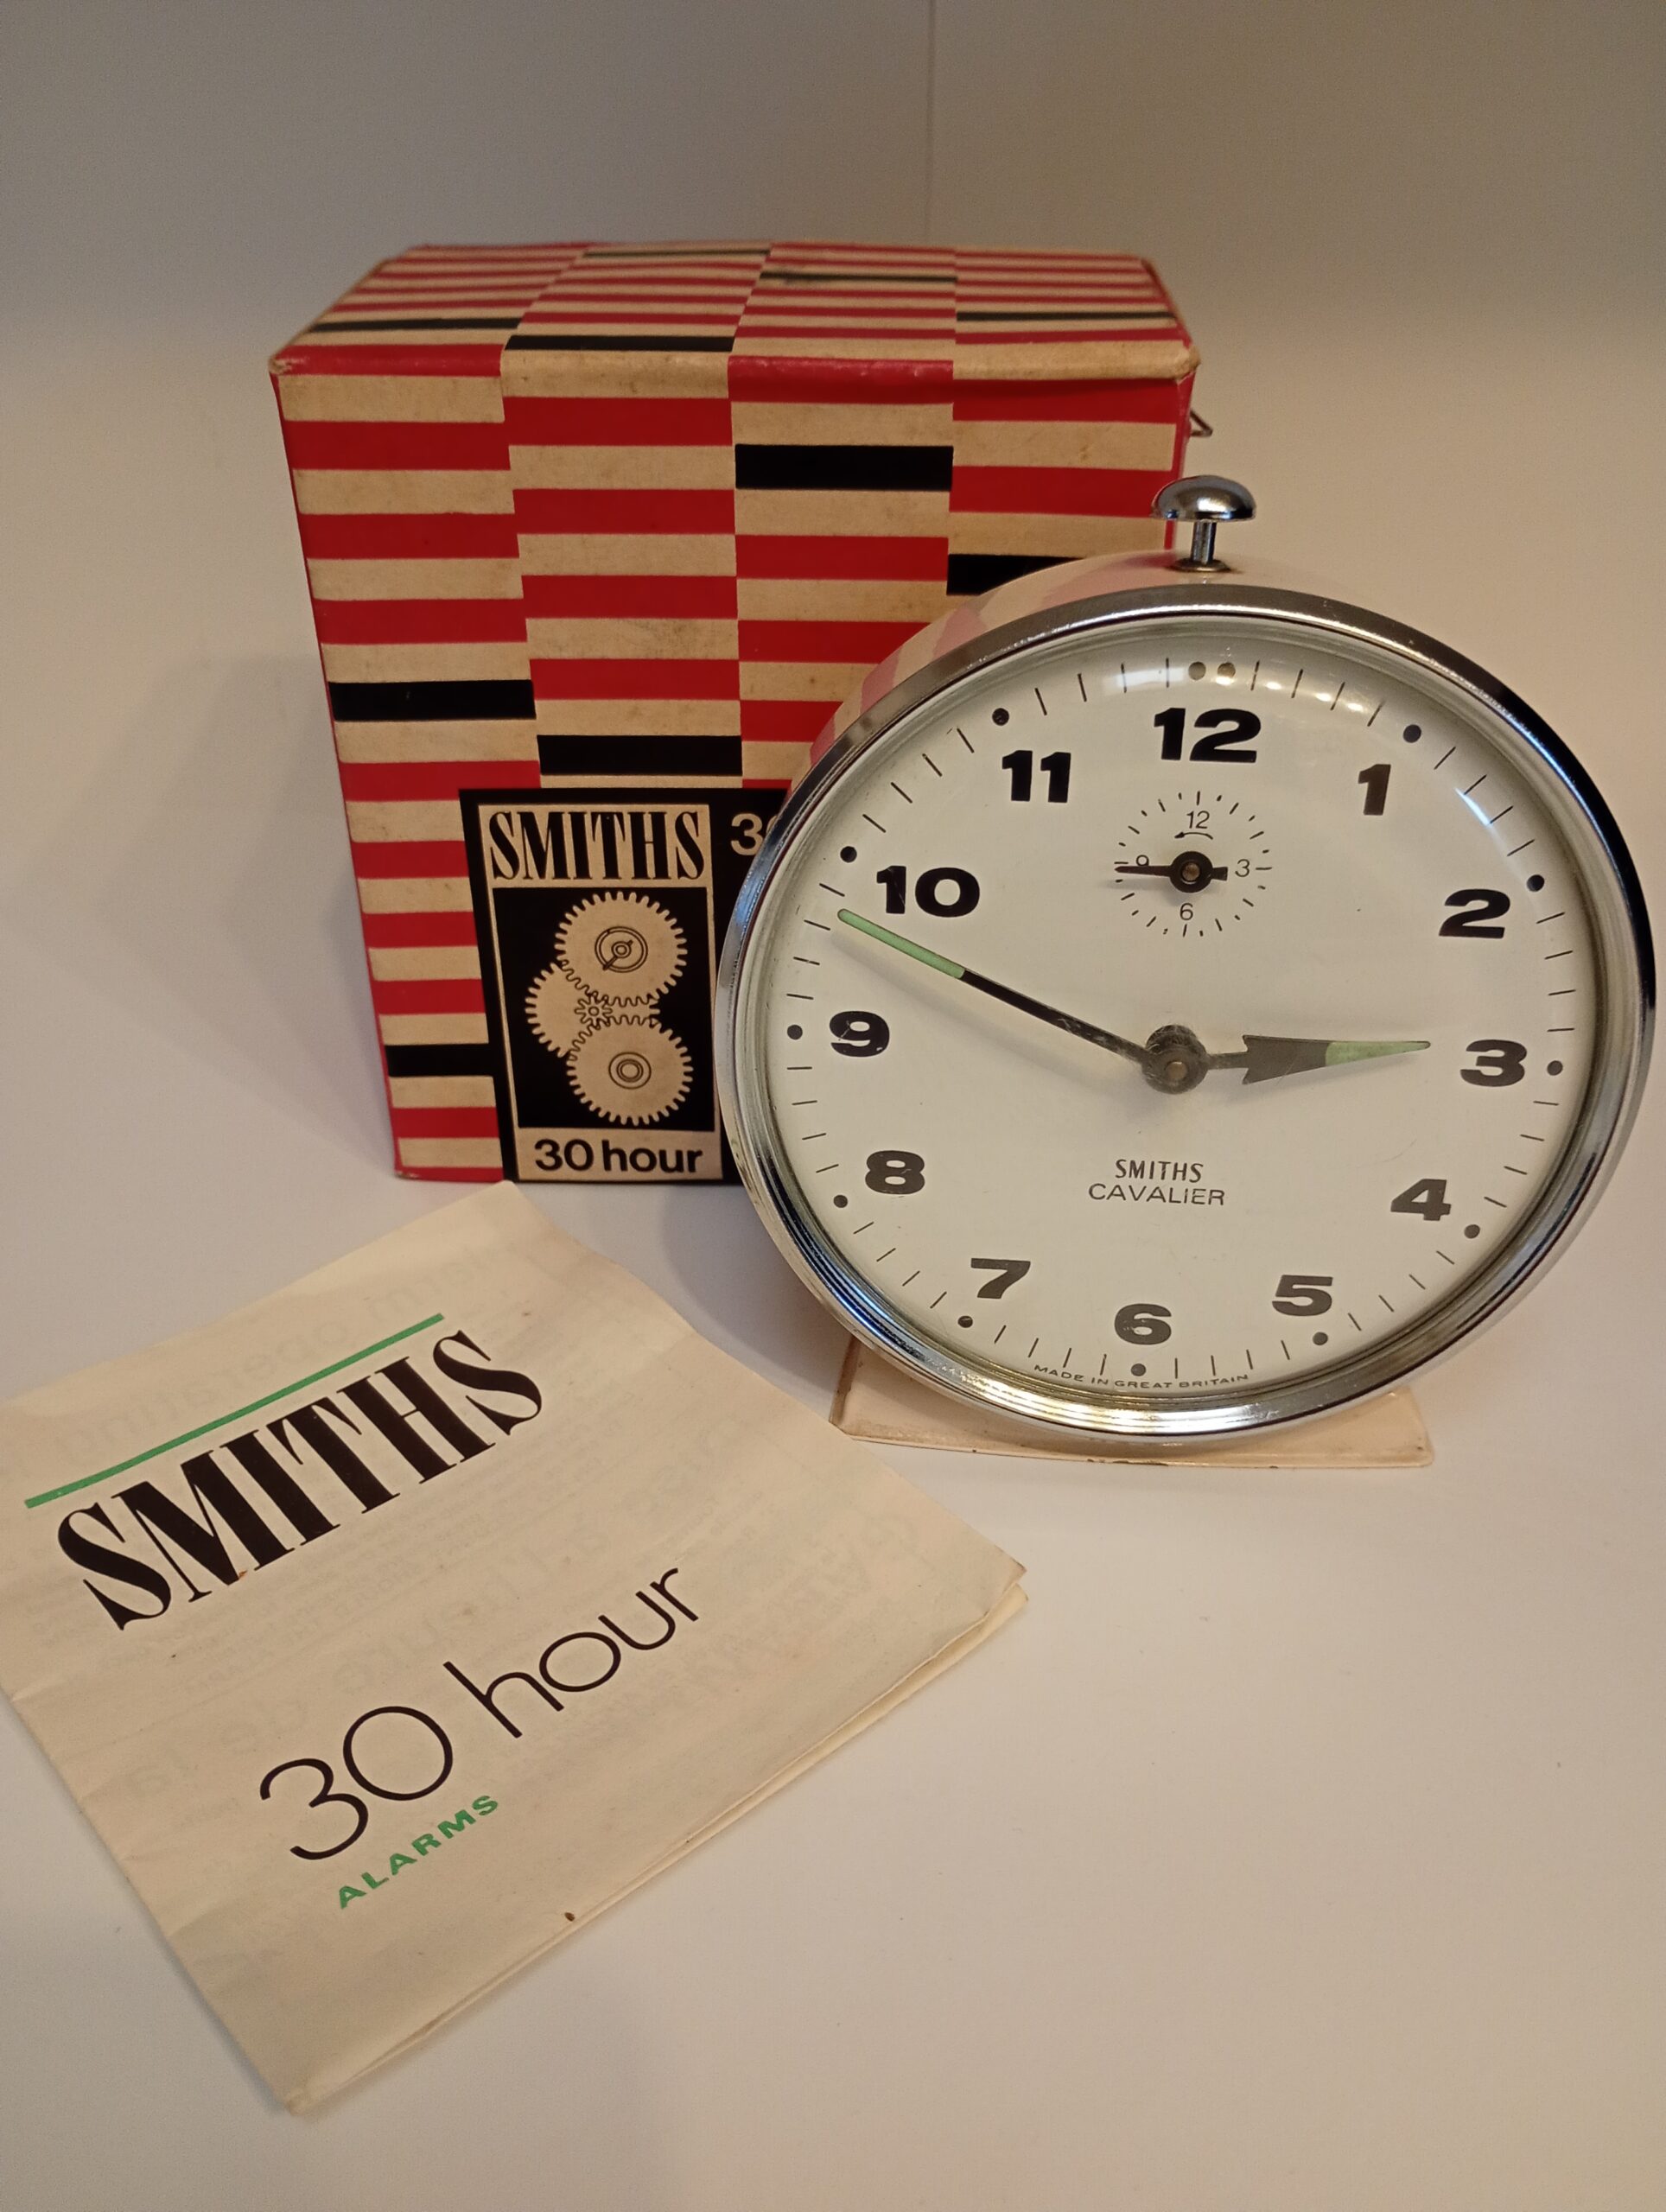 SMITHS
30 hour
12
11
1
10
2
9
3
8
4
7
5
6
12
9
3
6
SMITHS
CAVALIER
MADE IN GREAT BRITAIN
SMITHS
30 hour
ALARMS